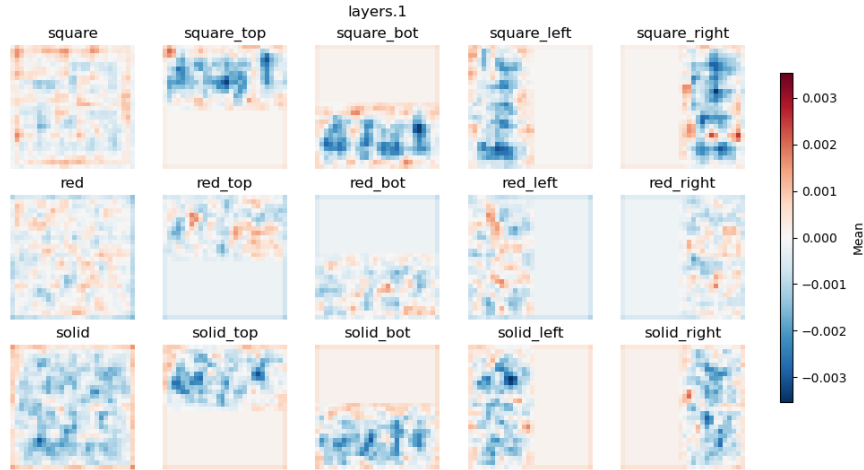 layers.1
square square_top square_bot square_left square_right
red red_top red_bot red_left red_right
solid solid_top solid_bot solid_left solid_right
0.003
0.002
0.001
0.000
−0.001
−0.002
−0.003
Mean